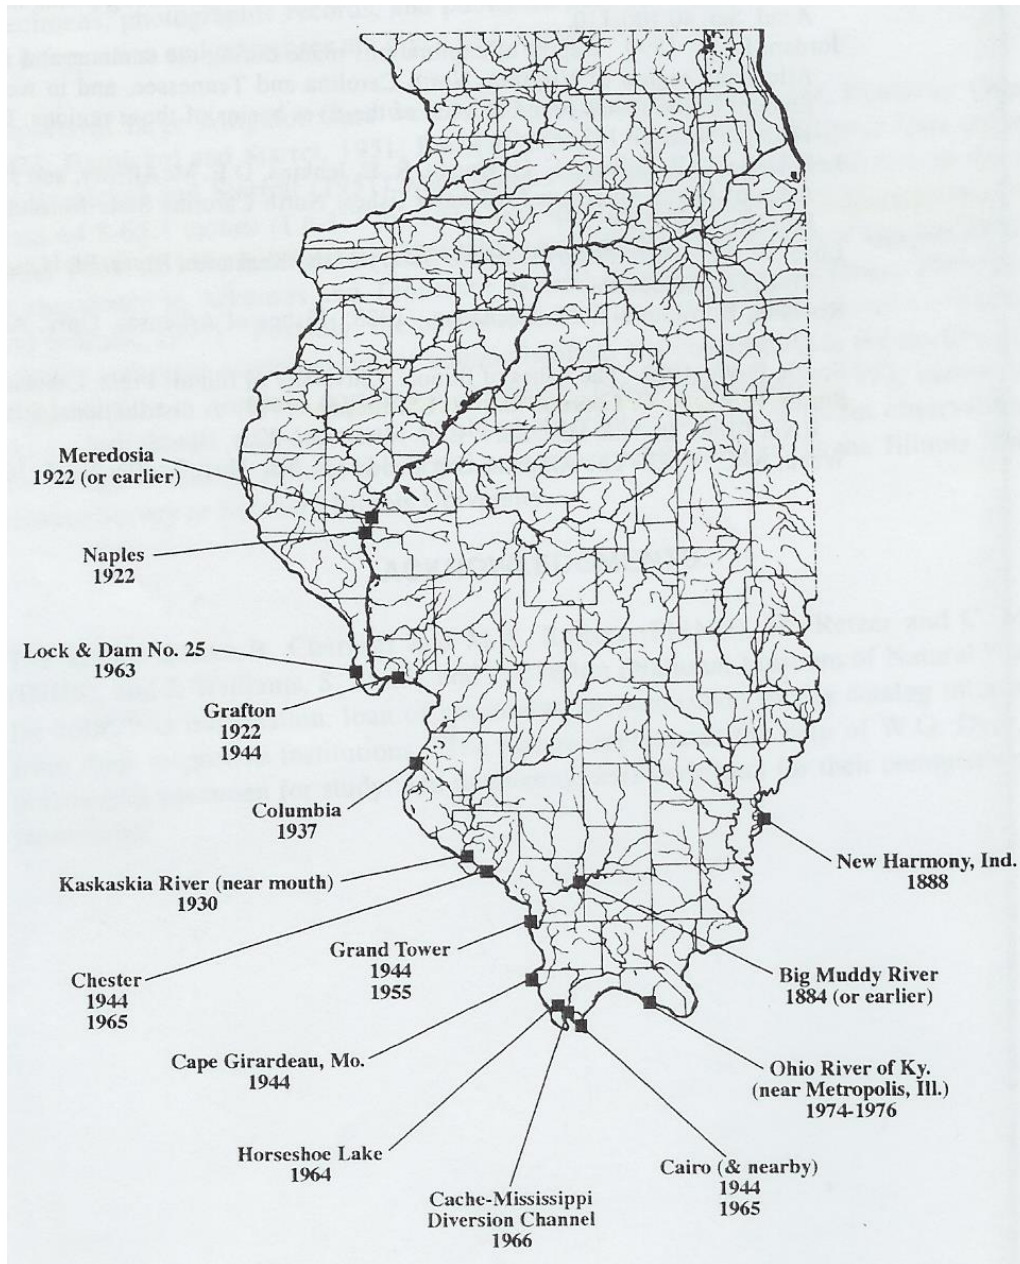 Meredosia
1922 (or earlier)
Naples
1922
Lock & Dam No. 25
1963
Grafton
1922
1944
Columbia
1937
New Harmony, Ind.
1888
Kaskaskia River (near mouth)
1930
Grand Tower
1944
1955
Chester
1944
1965
Big Muddy River
1884 (or earlier)
Cape Girardeau, Mo.
1944
Ohio River of Ky.
(near Metropolis, Ill.)
1974-1976
Horseshoe Lake
1964
Cairo (& nearby)
1944
1965
Cache-Mississippi
Diversion Channel
1966